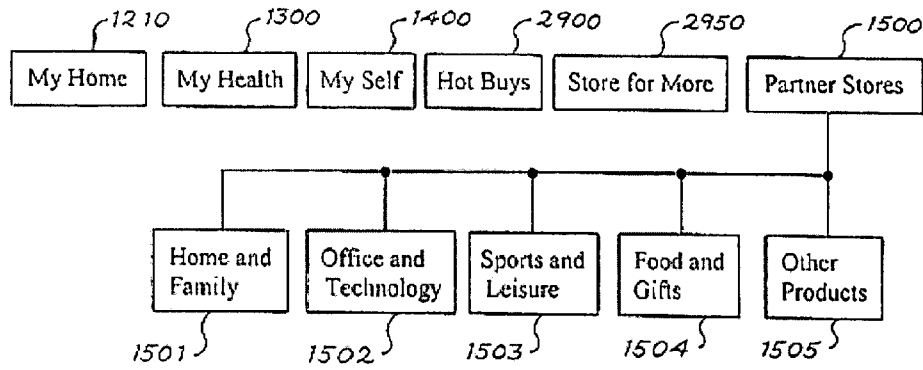 1210 1300 1400 2900 2950 1500
My Home My Health My Self Hot Buys Store for More Partner Stores
Home and Office and Sports and Food and Other
Family Technology Leisure Gifts Products
1501 1502 1503 1504 1505